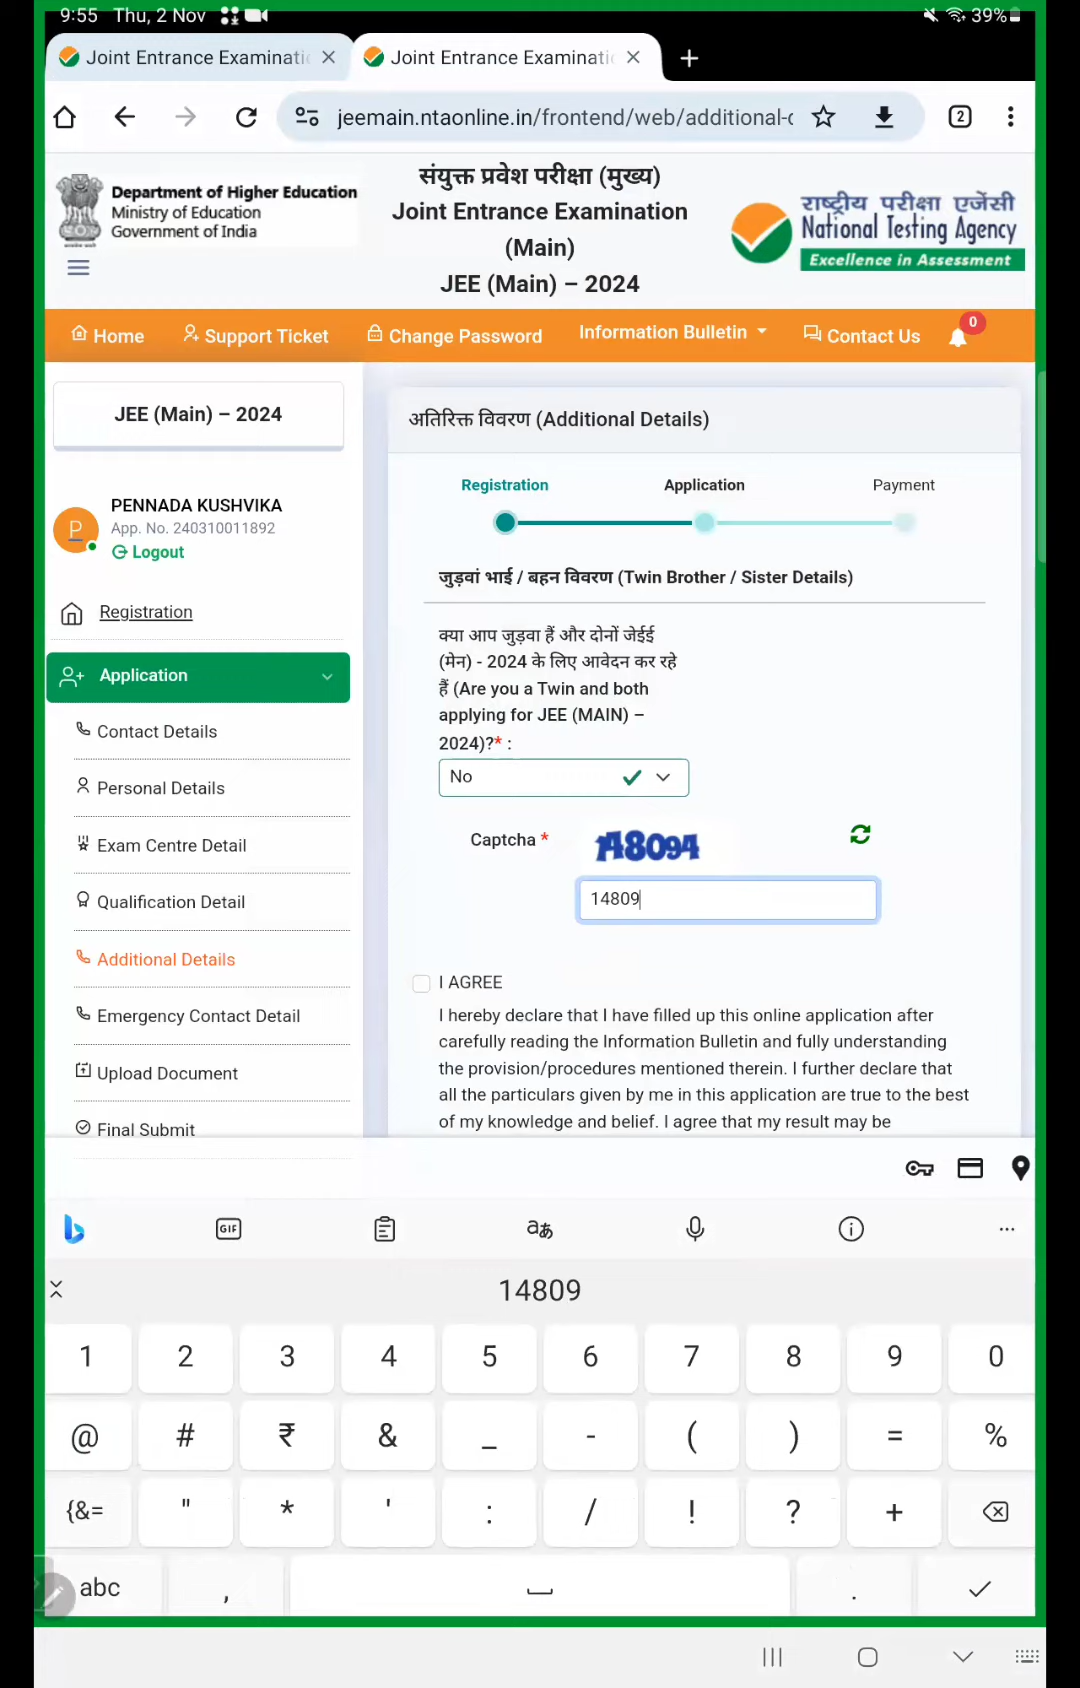 9:55 Thu, 2 Nov
39%
Joint Entrance Examinati
Joint Entrance Examinati
jeemain.ntaonline.in/frontend/web/additional-
2
Department of Higher Education
Ministry of Education
Government of India
संयुक्त प्रवेश परीक्षा (मुख्य)
Joint Entrance Examination
(Main)
JEE (Main) – 2024
राष्ट्रीय परीक्षा एजेंसी
National Testing Agency
Excellence in Assessment
Home
Support Ticket
Change Password
Information Bulletin
Contact Us
0
JEE (Main) – 2024
P
PENNADA KUSHVIKA
App. No. 240310011892
Logout
Registration
Application
Contact Details
Personal Details
Exam Centre Detail
Qualification Detail
Additional Details
Emergency Contact Detail
Upload Document
Final Submit
अतिरिक्त विवरण (Additional Details)
Registration
Application
Payment
जुड़वां भाई / बहन विवरण (Twin Brother / Sister Details)
क्या आप जुड़वा हैं और दोनों जेईई
(मेन) - 2024 के लिए आवेदन कर रहे
हैं (Are you a Twin and both
applying for JEE (MAIN) –
2024)?* :
No
Captcha *
148094
14809
I AGREE
I hereby declare that I have filled up this online application after
carefully reading the Information Bulletin and fully understanding
the provision/procedures mentioned therein. I further declare that
all the particulars given by me in this application are true to the best
of my knowledge and belief. I agree that my result may be
GIF
aあ
14809
1 2 3 4 5 6 7 8 9 0
@ # ₹ & _ - ( ) = %
{&= " * ' : / ! ? +
abc , .